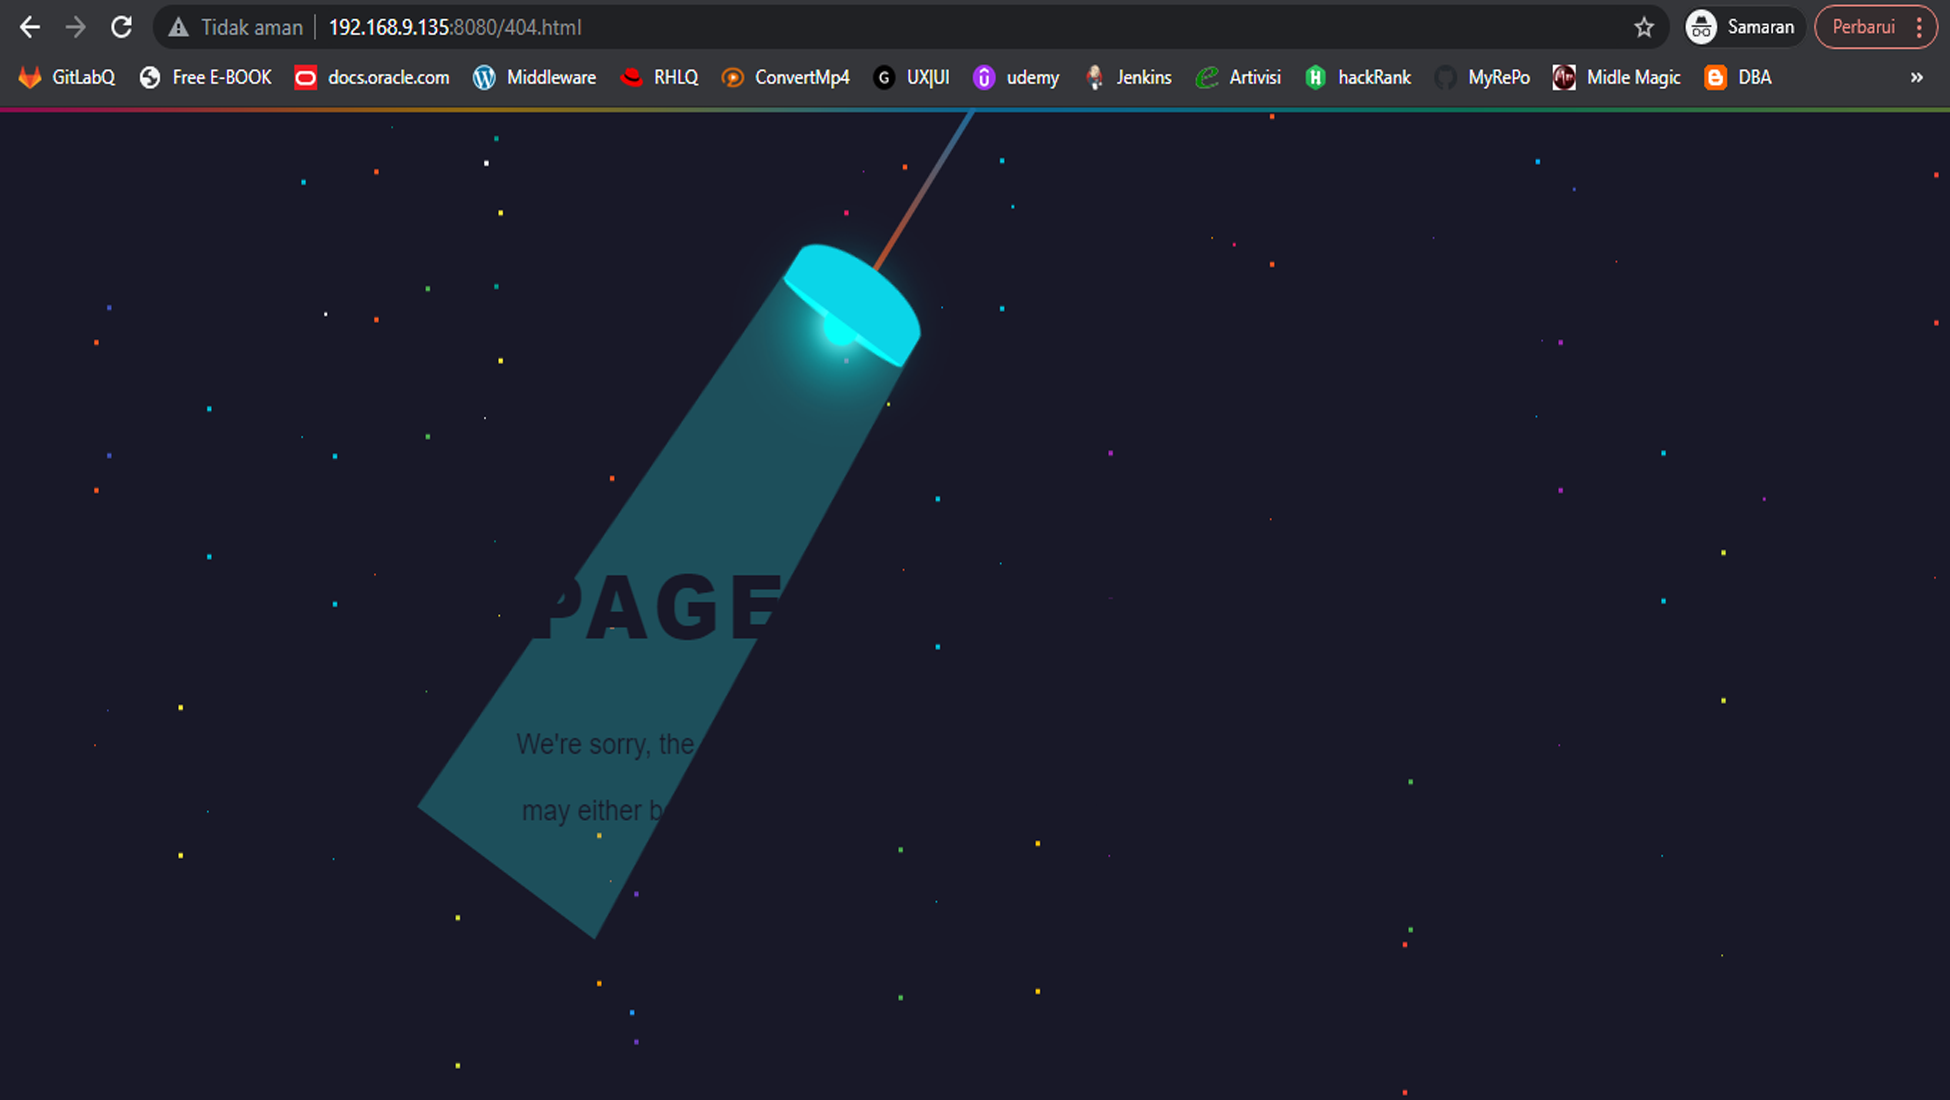 Tidak aman 192.168.9.135:8080/404.html Samaran Perbarui
GitLabQ Free E-BOOK docs.oracle.com Middleware RHLQ ConvertMp4 UX|UI udemy Jenkins Artivisi hackRank MyRePo Midle Magic DBA »
PAGE
We're sorry, the
may either b